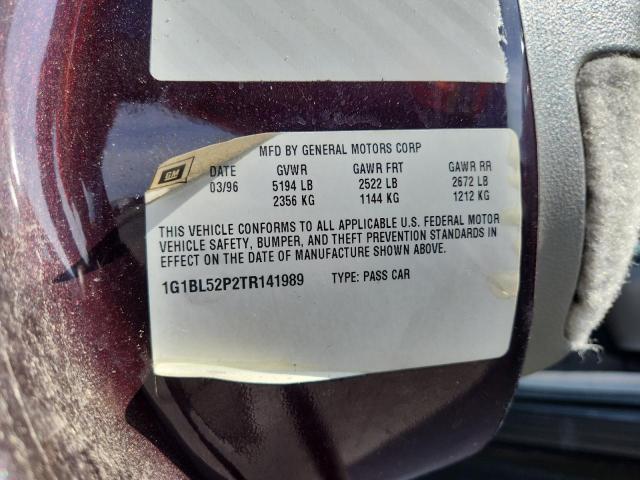 MFD BY GENERAL MOTORS CORP
GM
DATE GVWR GAWR FRT GAWR RR
03/96 5194 LB 2522 LB 2672 LB
2356 KG 1144 KG 1212 KG
THIS VEHICLE CONFORMS TO ALL APPLICABLE U.S. FEDERAL MOTOR
VEHICLE SAFETY, BUMPER, AND THEFT PREVENTION STANDARDS IN
EFFECT ON THE DATE OF MANUFACTURE SHOWN ABOVE.
1G1BL52P2TR141989 TYPE: PASS CAR